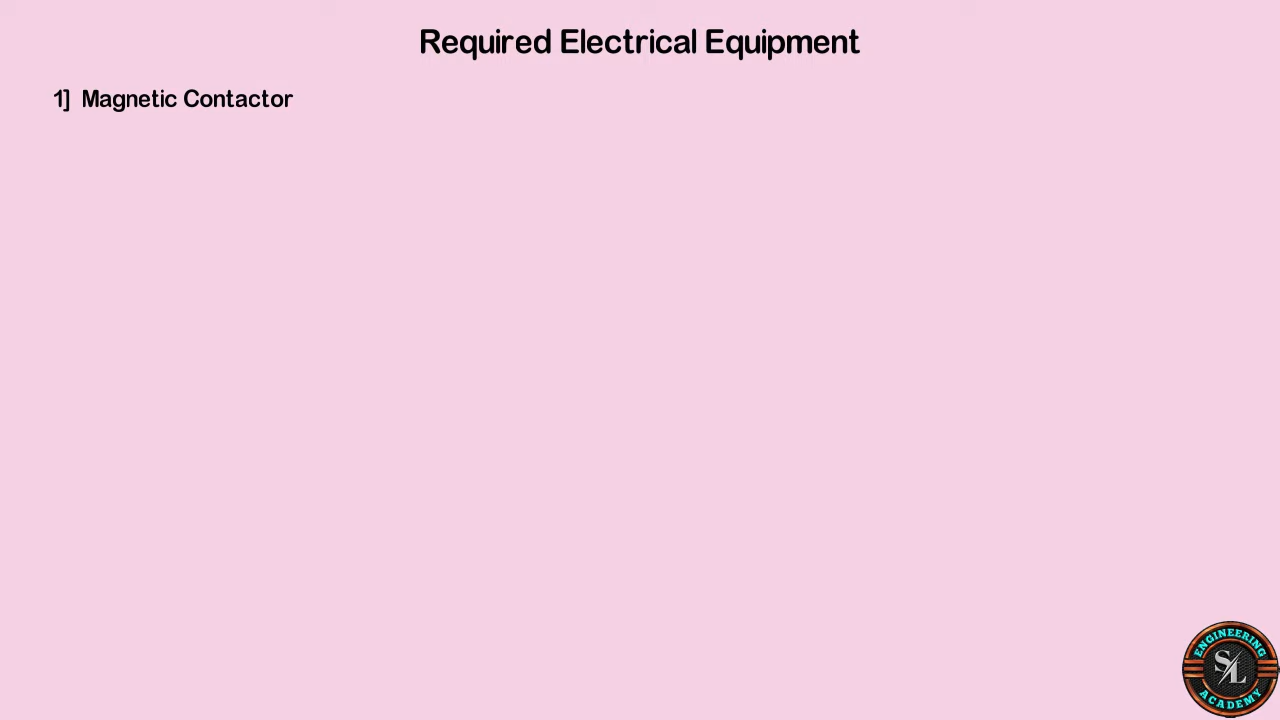 Required Electrical Equipment
1] Magnetic Contactor
ENGINEERING
SL
ACADEMY